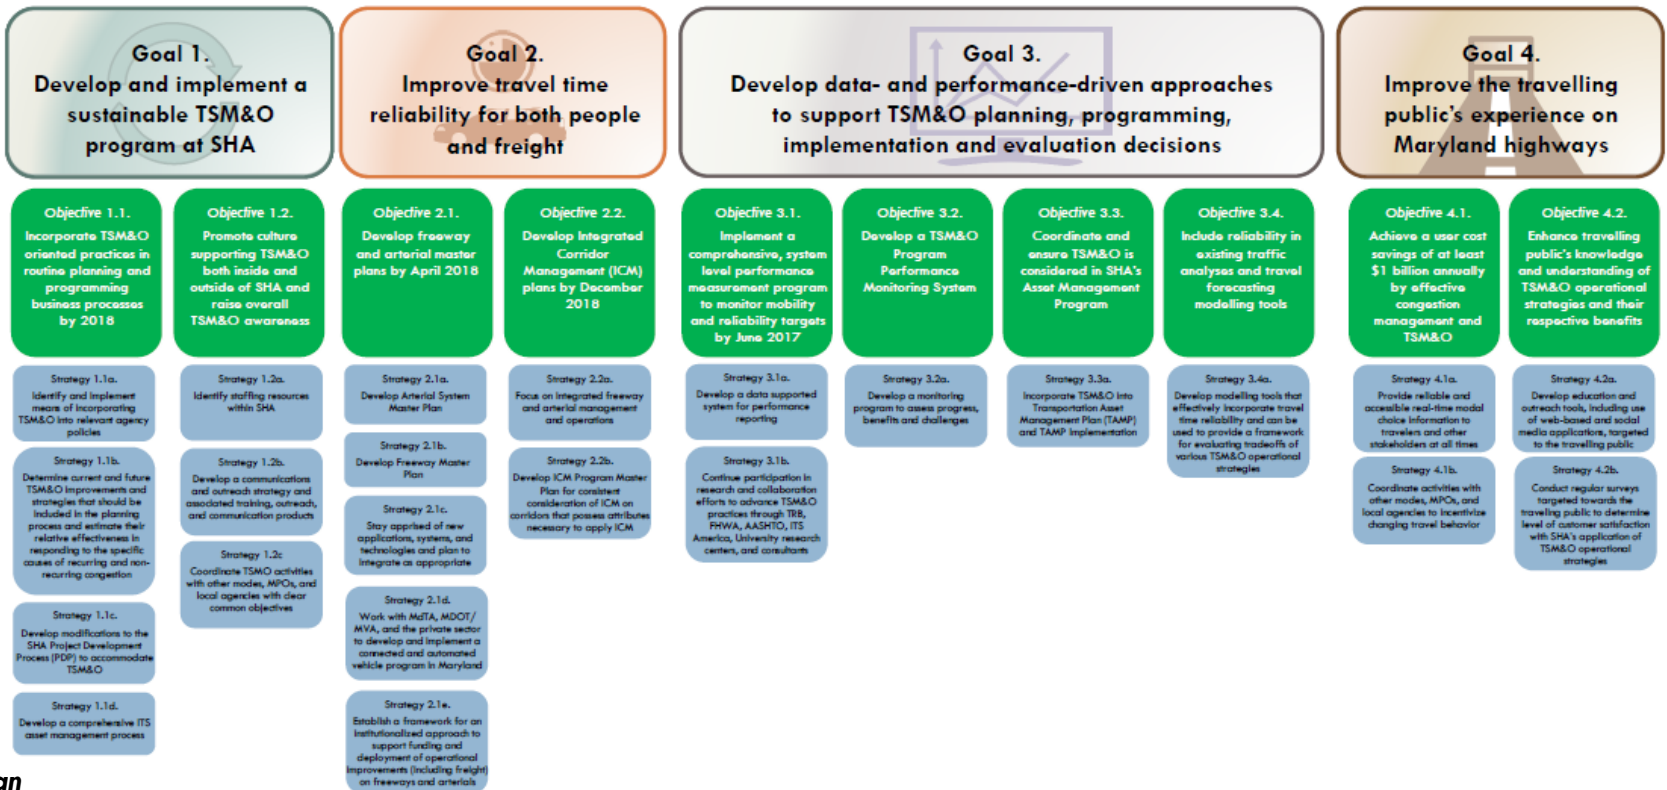 Goal 1.
Develop and implement a
sustainable TSM&O
program at SHA
Goal 2.
Improve travel time
reliability for both people
and freight
Goal 3.
Develop data- and performance-driven approaches
to support TSM&O planning, programming,
implementation and evaluation decisions
Goal 4.
Improve the travelling
public's experience on
Maryland highways
Objective 1.1.
Incorporate TSM&O
oriented practices in
routine planning and
programming
business processes
by 2018
Objective 1.2.
Promote culture
supporting TSM&O
both inside and
outside of SHA and
raise overall
TSM&O awareness
Objective 2.1.
Develop freeway
and arterial master
plans by April 2018
Objective 2.2.
Develop Integrated
Corridor
Management (ICM)
plans by December
2018
Objective 3.1.
Implement a
comprehensive, system
level performance
measurement program
to monitor mobility
and reliability targets
by June 2017
Objective 3.2.
Develop a TSM&O
Program
Performance
Monitoring System
Objective 3.3.
Coordinate and
ensure TSM&O is
considered in SHA's
Asset Management
Program
Objective 3.4.
Include reliability in
existing traffic
analyses and travel
forecasting
modelling tools
Objective 4.1.
Achieve a user cost
savings of at least
$1 billion annually
by effective
congestion
management and
TSM&O
Objective 4.2.
Enhance travelling
public's knowledge
and understanding of
TSM&O operational
strategies and their
respective benefits
Strategy 1.1a.
Identify and implement
means of incorporating
TSM&O into relevant agency
policies
Strategy 1.1b.
Determine current and future
TSM&O improvements and
strategies that should be
included in the planning
process and estimate their
relative effectiveness in
responding to the specific
causes of recurring and non-
recurring congestion
Strategy 1.1c.
Develop modifications to the
SHA Project Development
Process (PDP) to accommodate
TSM&O
Strategy 1.1d.
Develop a comprehensive ITS
asset management process
Strategy 1.2a.
Identify staffing resources
within SHA
Strategy 1.2b.
Develop a communications
and outreach strategy and
associated training, outreach,
and communication products
Strategy 1.2c
Coordinate TSMO activities
with other modes, MPOs, and
local agencies with clear
common objectives
Strategy 2.1a.
Develop Arterial System
Master Plan
Strategy 2.1b.
Develop Freeway Master
Plan
Strategy 2.1c.
Stay apprised of new
applications, systems, and
technologies and plan to
integrate as appropriate
Strategy 2.1d.
Work with MdTA, MDOT/
MVA, and the private sector
to develop and implement a
connected and automated
vehicle program in Maryland
Strategy 2.1e.
Establish a framework for an
institutionalized approach to
support funding and
deployment of operational
improvements (including freight)
on freeways and arterials
Strategy 2.2a.
Focus on integrated freeway
and arterial management
and operations
Strategy 2.2b.
Develop ICM Program Master
Plan for consistent
consideration of ICM on
corridors that possess attributes
necessary to apply ICM
Strategy 3.1a.
Develop a data supported
system for performance
reporting
Strategy 3.1b.
Continue participation in
research and collaboration
efforts to advance TSM&O
practices through TRB,
FHWA, AASHTO, ITS
America, University research
centers, and consultants
Strategy 3.2a.
Develop a monitoring
program to assess progress,
benefits and challenges
Strategy 3.3a.
Incorporate TSM&O into
Transportation Asset
Management Plan (TAMP)
and TAMP Implementation
Strategy 3.4a.
Develop modelling tools that
effectively incorporate travel
time reliability and can be
used to provide a framework
for evaluating tradeoffs of
various TSM&O operational
strategies
Strategy 4.1a.
Provide reliable and
accessible real-time modal
choice information to
travelers and other
stakeholders at all times
Strategy 4.1b.
Coordinate activities with
other modes, MPOs, and
local agencies to incentivize
changing travel behavior
Strategy 4.2a.
Develop education and
outreach tools, including use
of web-based and social
media applications, targeted
to the travelling public
Strategy 4.2b.
Conduct regular surveys
targeted towards the
traveling public to determine
level of customer satisfaction
with SHA's application of
TSM&O operational
strategies
an